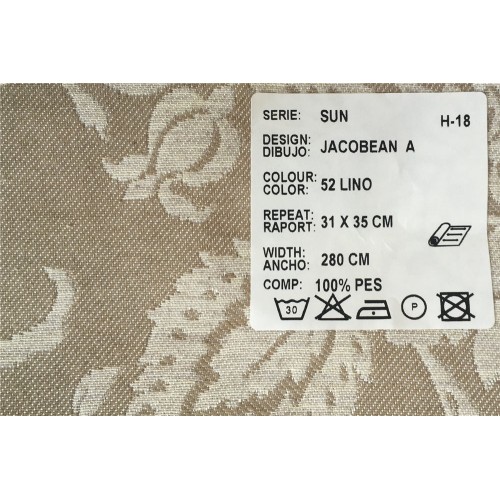 SERIE: SUN H-18
DESIGN:
DIBUJO: JACOBEAN A
COLOUR:
COLOR: 52 LINO
REPEAT:
RAPORT: 31 X 35 CM
WIDTH:
ANCHO: 280 CM
COMP: 100% PES
30 P